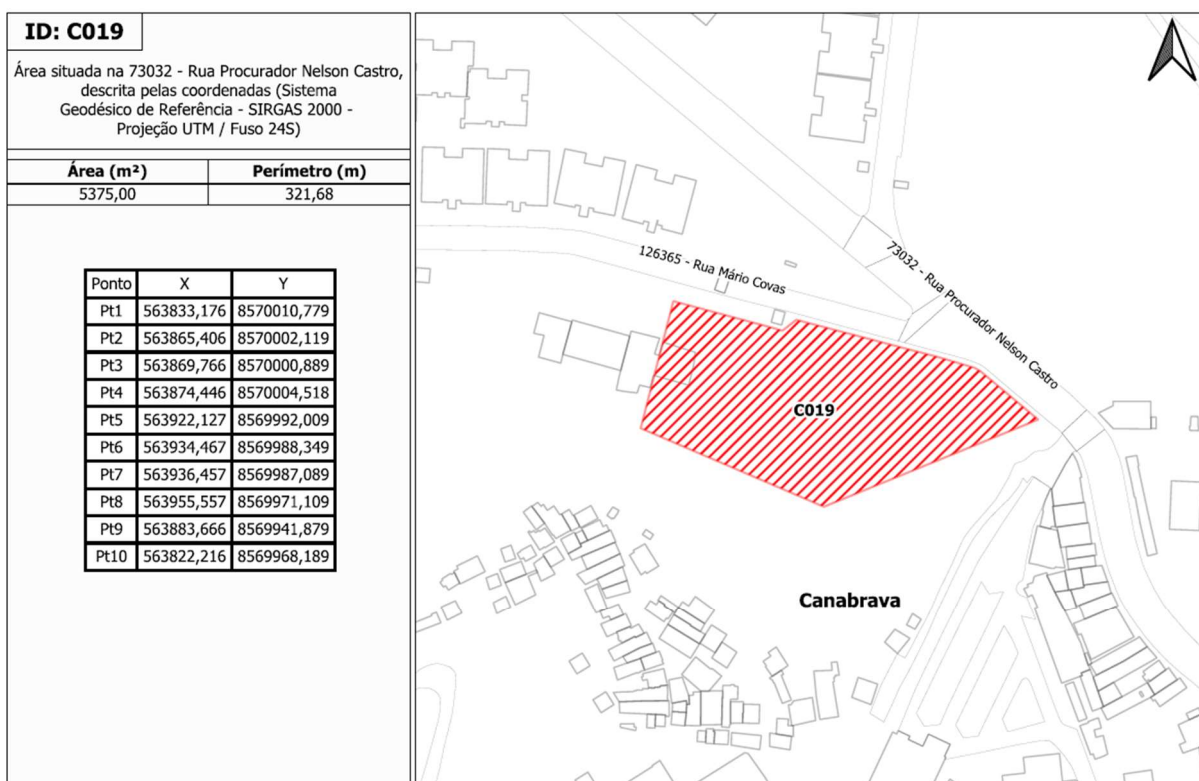 ID: C019
Área situada na 73032 - Rua Procurador Nelson Castro,
descrita pelas coordenadas (Sistema
Geodésico de Referência - SIRGAS 2000 -
Projeção UTM / Fuso 24S)
Área (m²) Perímetro (m)
5375,00 321,68
Ponto X Y
Pt1 563833,176 8570010,779
Pt2 563865,406 8570002,119
Pt3 563869,766 8570000,889
Pt4 563874,446 8570004,518
Pt5 563922,127 8569992,009
Pt6 563934,467 8569988,349
Pt7 563936,457 8569987,089
Pt8 563955,557 8569971,109
Pt9 563883,666 8569941,879
Pt10 563822,216 8569968,189
126365 - Rua Mário Covas
73032 - Rua Procurador Nelson Castro
C019
Canabrava